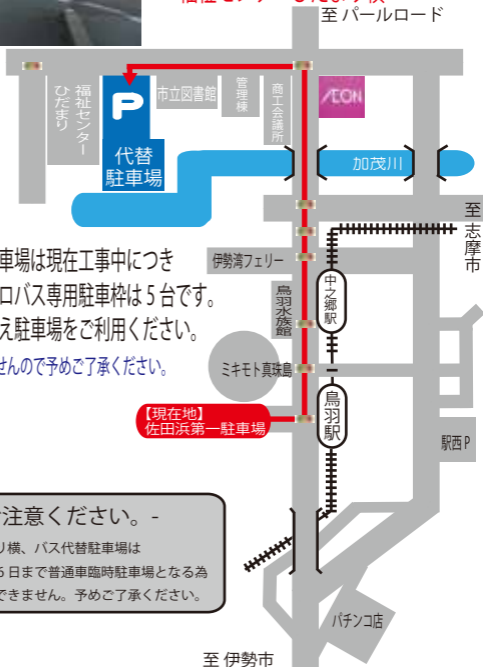 至 パールロード
福祉センター
ひだまり
P
代替
駐車場
市立図書館
管理棟
商工会議所
ÆON
加茂川
至 志摩市
車場は現在工事中につき
ロバス専用駐車枠は5台です。
え駐車場をご利用ください。
せんので予めご了承ください。
伊勢湾フェリー
中之郷駅
鳥羽水族館
ミキモト真珠島
鳥羽駅
【現在地】
佐田浜第一駐車場
駅西P
注意ください。-
リ横、バス代替駐車場は
6日まで普通車臨時駐車場となる為
できません。予めご了承ください。
パチンコ店
至 伊勢市